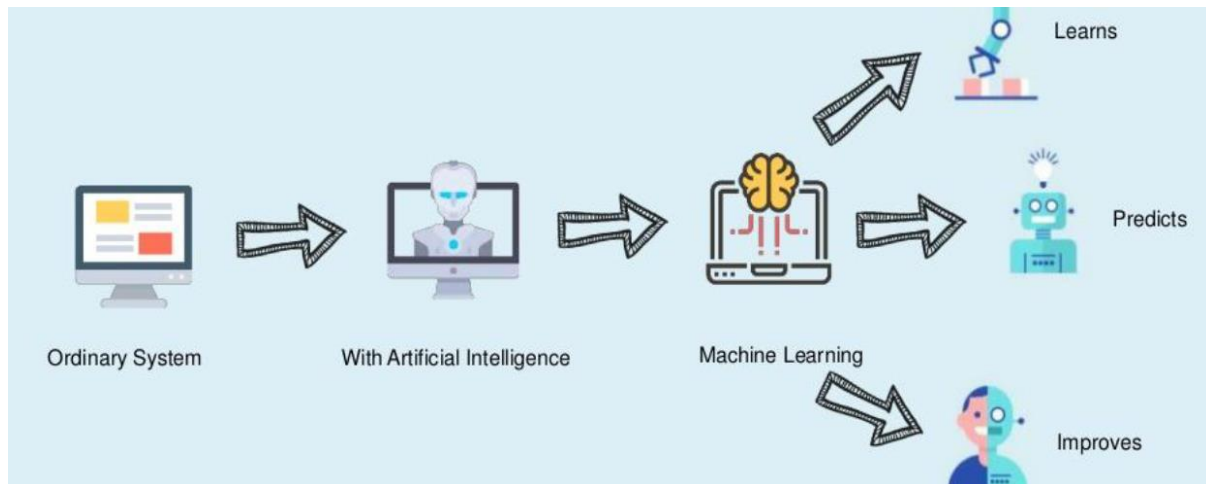 Learns
Predicts
Ordinary System
With Artificial Intelligence
Machine Learning
Improves